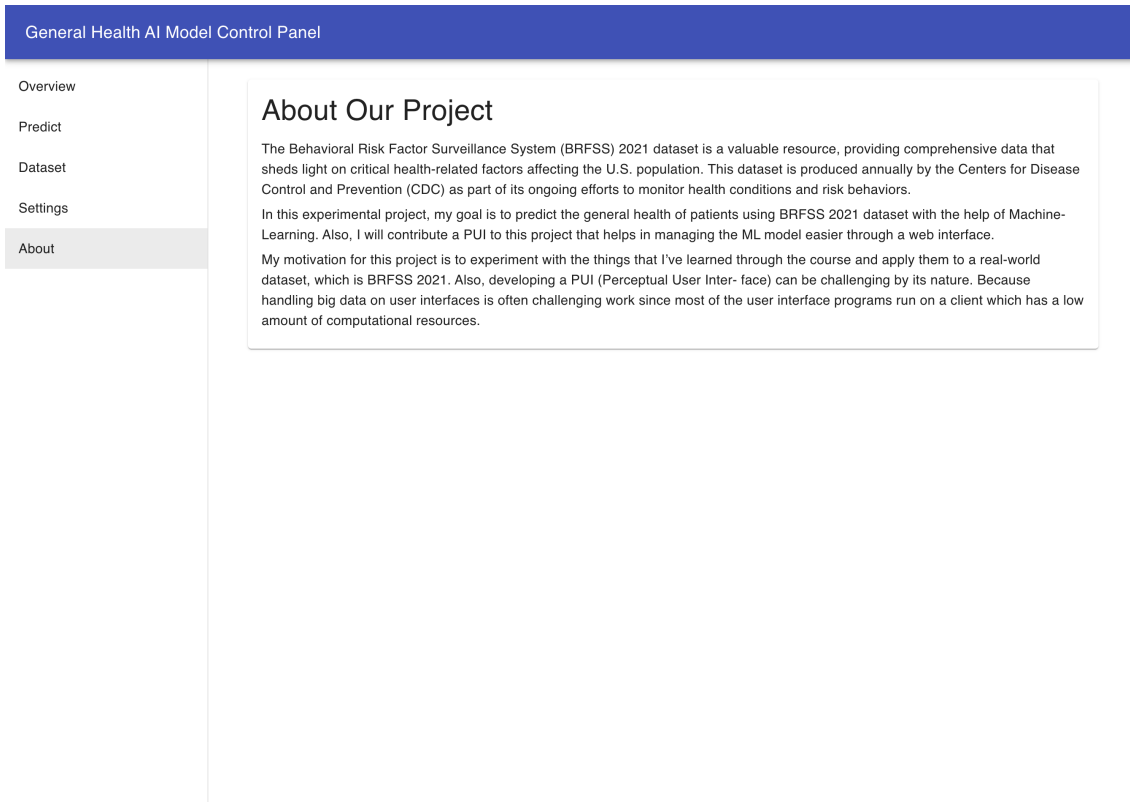 General Health AI Model Control Panel
Overview
Predict
Dataset
Settings
About
About Our Project
The Behavioral Risk Factor Surveillance System (BRFSS) 2021 dataset is a valuable resource, providing comprehensive data that
sheds light on critical health-related factors affecting the U.S. population. This dataset is produced annually by the Centers for Disease
Control and Prevention (CDC) as part of its ongoing efforts to monitor health conditions and risk behaviors.
In this experimental project, my goal is to predict the general health of patients using BRFSS 2021 dataset with the help of Machine-
Learning. Also, I will contribute a PUI to this project that helps in managing the ML model easier through a web interface.
My motivation for this project is to experiment with the things that I’ve learned through the course and apply them to a real-world
dataset, which is BRFSS 2021. Also, developing a PUI (Perceptual User Inter- face) can be challenging by its nature. Because
handling big data on user interfaces is often challenging work since most of the user interface programs run on a client which has a low
amount of computational resources.